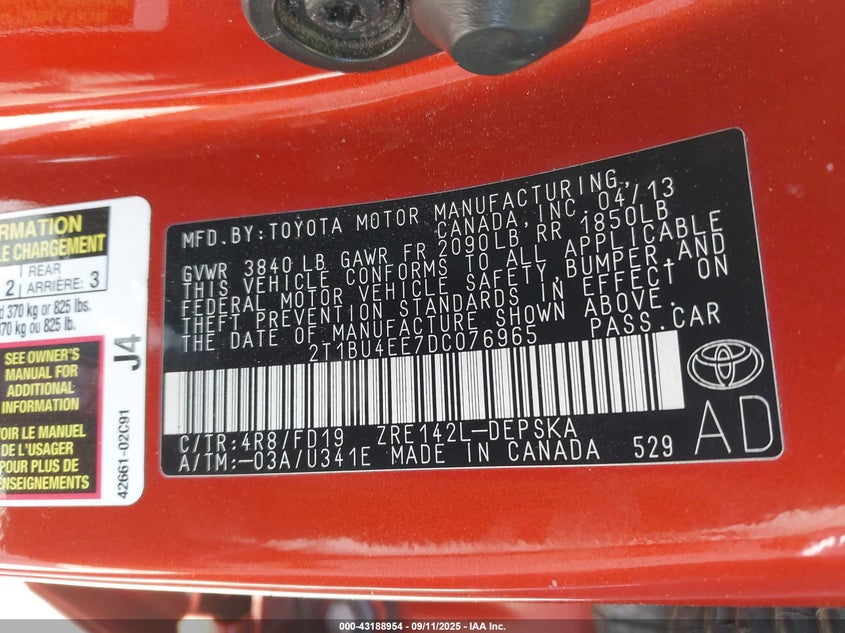 MFD.BY:TOYOTA MOTOR MANUFACTURING,
CANADA,INC. 04/13
GVWR 3840 LB GAWR FR 2090LB RR 1850LB
THIS VEHICLE CONFORMS TO ALL APPLICABLE
FEDERAL MOTOR VEHICLE SAFETY,BUMPER,AND
THEFT PREVENTION STANDARDS IN EFFECT ON
THE DATE OF MANUFACTURE SHOWN ABOVE.
2T1BU4EE7DC076965 PASS.CAR
C/TR:4R8/FD19 ZRE142L-DEPSKA
A/TM:-03A/U341E MADE IN CANADA 529
AD
RMATION
LE CHARGEMENT
2 REAR
ARRIÈRE: 3
d 370 kg or 825 lbs.
370 kg ou 825 lb.
SEE OWNER'S
MANUAL FOR
ADDITIONAL
INFORMATION
OIR LE MANUEL
DE L'USAGER
POUR PLUS DE
RENSEIGNEMENTS
J4
42661-02C91
000-43188954 - 09/11/2025 - IAA Inc.